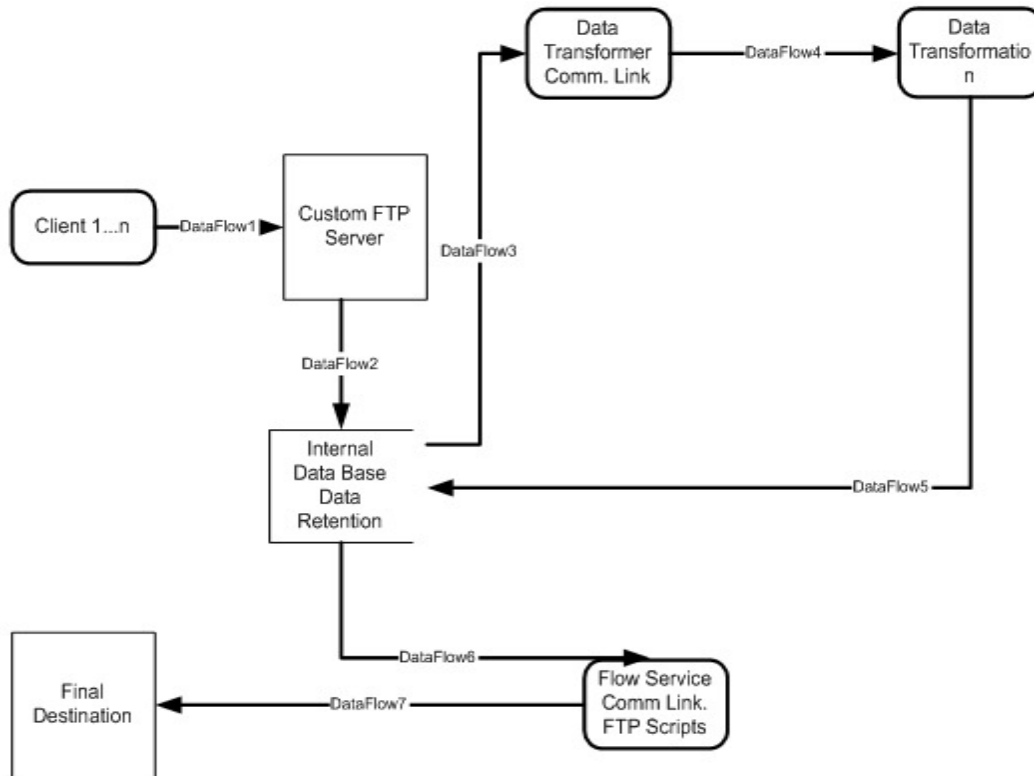 Data
Transformer
Comm. Link
DataFlow4
Data
Transformatio
n
Client 1...n
DataFlow1
Custom FTP
Server
DataFlow3
DataFlow2
Internal
Data Base
Data
Retention
DataFlow5
DataFlow6
Flow Service
Comm Link.
FTP Scripts
DataFlow7
Final
Destination